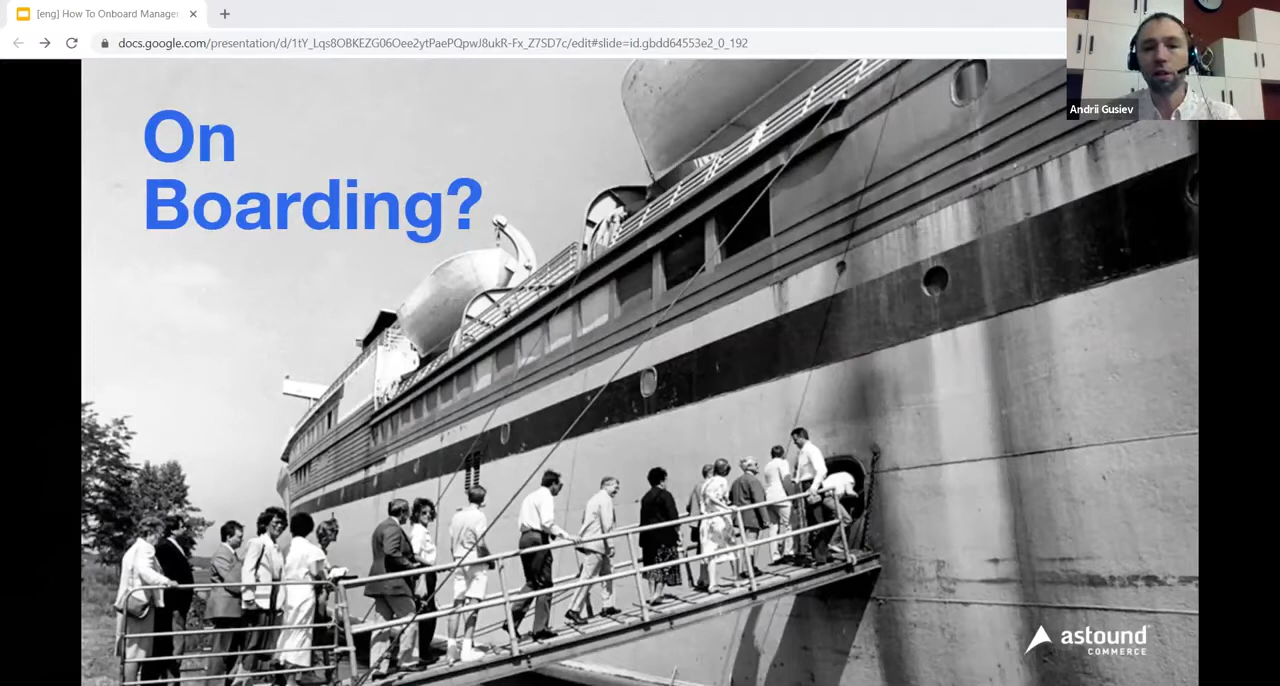 [eng] How To Onboard Manager
docs.google.com/presentation/d/1tY_Lqs8OBKEZG06Oee2ytPaePQpwJ8ukR-Fx_Z7SD7c/edit#slide=id.gbdd64553e2_0_192
Andrii Gusiev
On
Boarding?
astound
COMMERCE